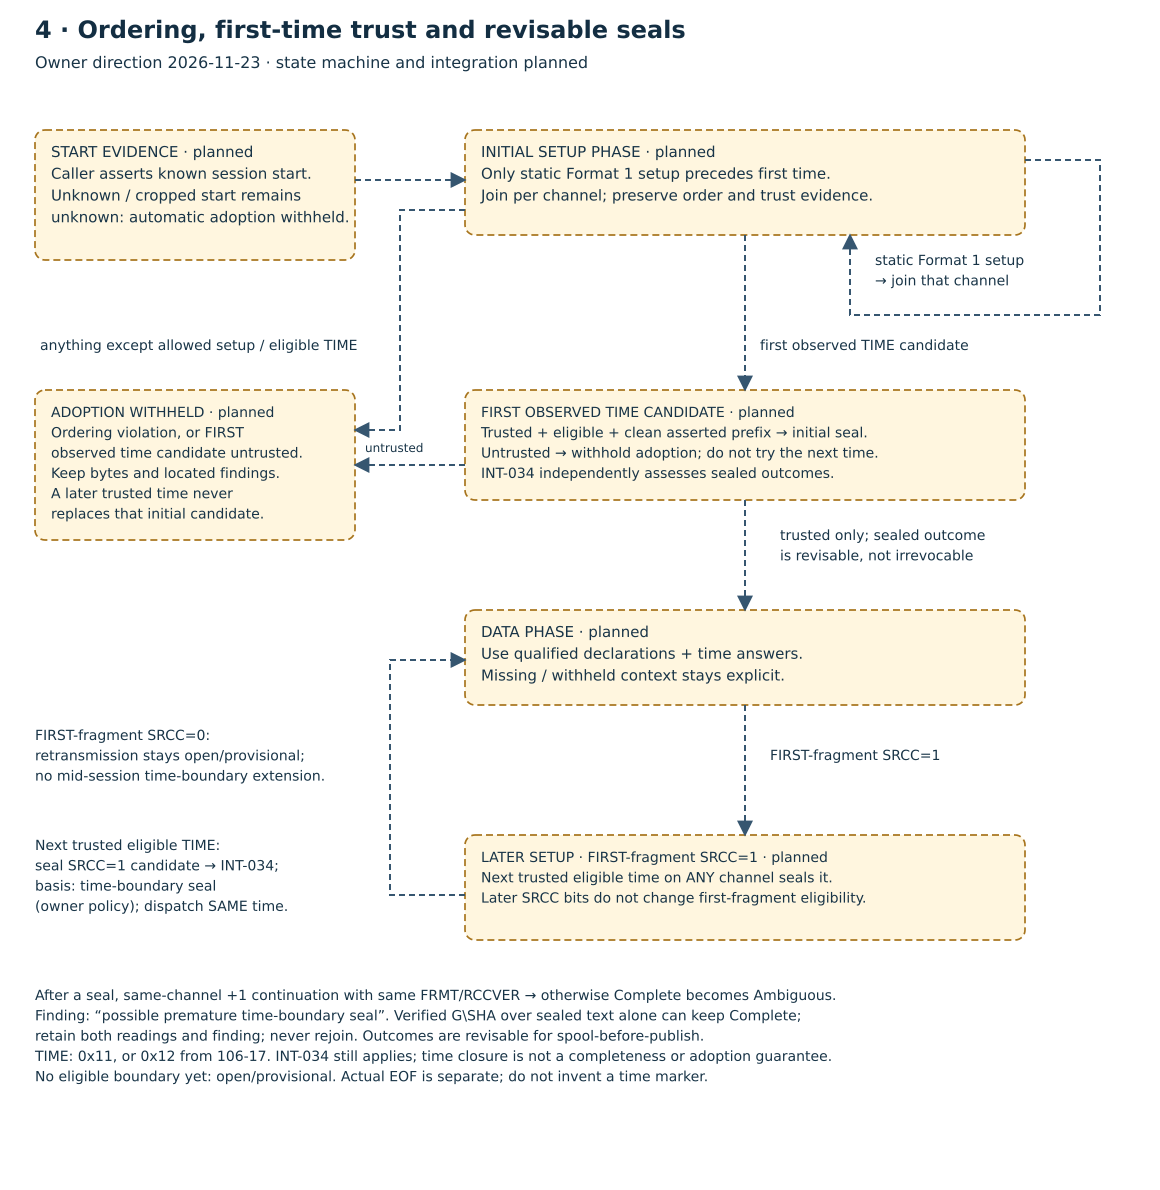 4 · Ordering, first-time trust and revisable seals
Owner direction 2026-11-23 · state machine and integration planned
START EVIDENCE · planned
Caller asserts known session start.
Unknown / cropped start remains
unknown: automatic adoption withheld.
INITIAL SETUP PHASE · planned
Only static Format 1 setup precedes first time.
Join per channel; preserve order and trust evidence.
static Format 1 setup
→ join that channel
anything except allowed setup / eligible TIME
first observed TIME candidate
ADOPTION WITHHELD · planned
Ordering violation, or FIRST
observed time candidate untrusted.
Keep bytes and located findings.
A later trusted time never
replaces that initial candidate.
untrusted
FIRST OBSERVED TIME CANDIDATE · planned
Trusted + eligible + clean asserted prefix → initial seal.
Untrusted → withhold adoption; do not try the next time.
INT-034 independently assesses sealed outcomes.
trusted only; sealed outcome
is revisable, not irrevocable
DATA PHASE · planned
Use qualified declarations + time answers.
Missing / withheld context stays explicit.
FIRST-fragment SRCC=0:
retransmission stays open/provisional;
no mid-session time-boundary extension.
FIRST-fragment SRCC=1
Next trusted eligible TIME:
seal SRCC=1 candidate → INT-034;
basis: time-boundary seal
(owner policy); dispatch SAME time.
LATER SETUP · FIRST-fragment SRCC=1 · planned
Next trusted eligible time on ANY channel seals it.
Later SRCC bits do not change first-fragment eligibility.
After a seal, same-channel +1 continuation with same FRMT/RCCVER → otherwise Complete becomes Ambiguous.
Finding: “possible premature time-boundary seal”. Verified G\SHA over sealed text alone can keep Complete;
retain both readings and finding; never rejoin. Outcomes are revisable for spool-before-publish.
TIME: 0x11, or 0x12 from 106-17. INT-034 still applies; time closure is not a completeness or adoption guarantee.
No eligible boundary yet: open/provisional. Actual EOF is separate; do not invent a time marker.